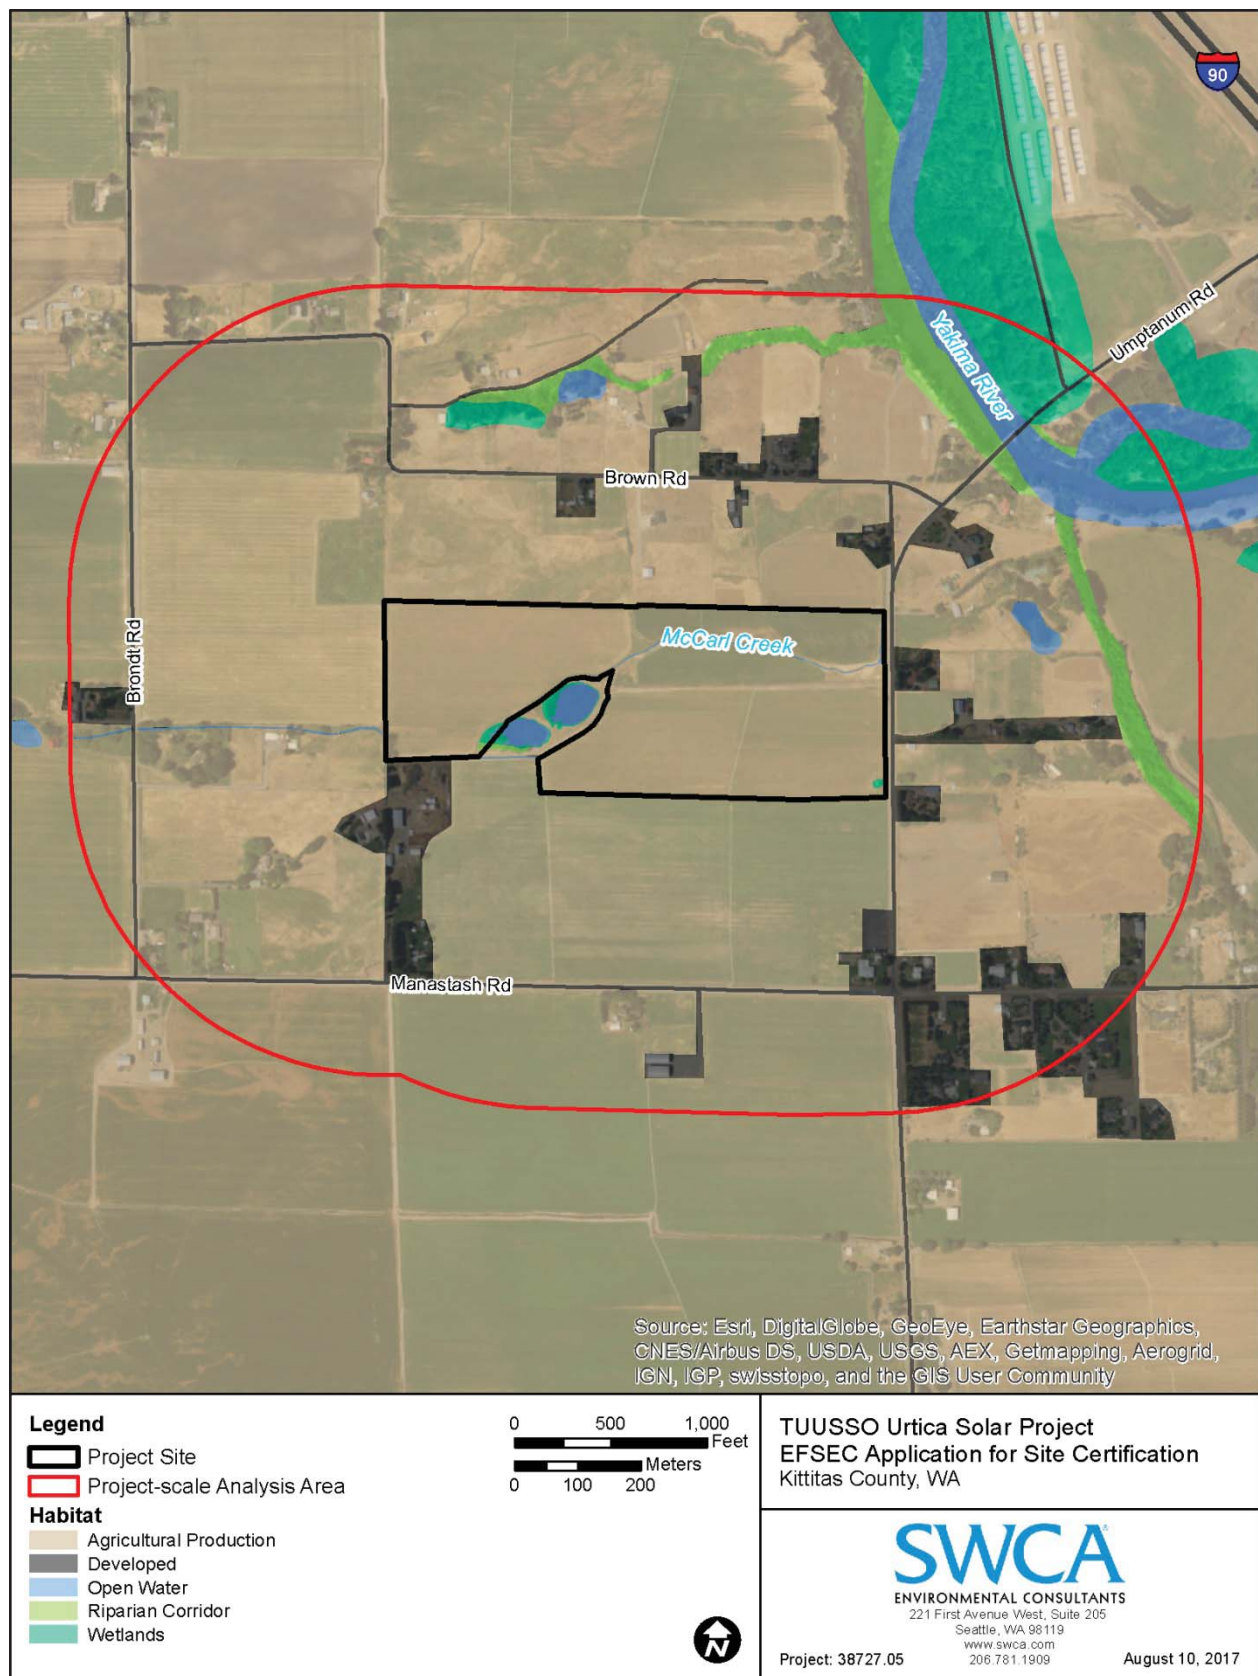 90
Umptanum Rd
Yakima River
Brown Rd
McCarl Creek
Brondt Rd
Manastash Rd
Source: Esri, DigitalGlobe, GeoEye, Earthstar Geographics,
CNES/Airbus DS, USDA, USGS, AEX, Getmapping, Aerogrid,
IGN, IGP, swisstopo, and the GIS User Community
Legend
Project Site
Project-scale Analysis Area
Habitat
Agricultural Production
Developed
Open Water
Riparian Corridor
Wetlands
0 500 1,000
Feet
Meters
0 100 200
N
TUUSSO Urtica Solar Project
EFSEC Application for Site Certification
Kittitas County, WA
SWCA
ENVIRONMENTAL CONSULTANTS
221 First Avenue West, Suite 205
Seattle, WA 98119
www.swca.com
206.781.1909
Project: 38727.05
August 10, 2017